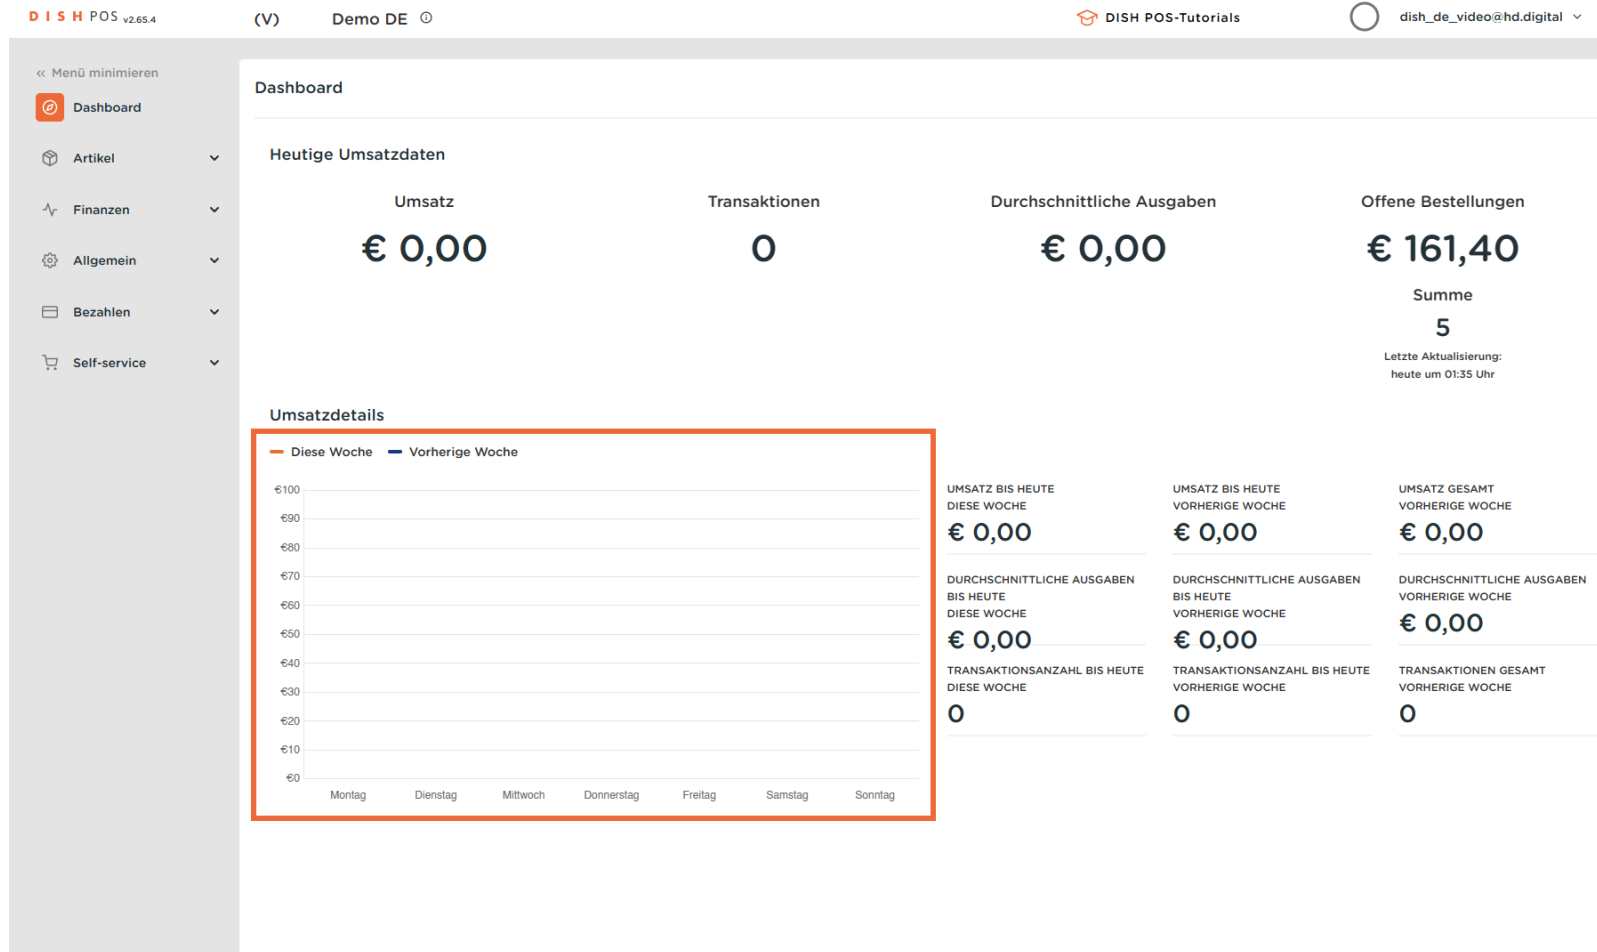 DISH POS v2.65.4
(V) Demo DE
DISH POS-Tutorials
dish_de_video@hd.digital
« Menü minimieren
Dashboard
Artikel
Finanzen
Allgemein
Bezahlen
Self-service
Dashboard
Heutige Umsatzdaten
Umsatz
€ 0,00
Transaktionen
0
Durchschnittliche Ausgaben
€ 0,00
Offene Bestellungen
€ 161,40
Summe
5
Letzte Aktualisierung:
heute um 01:35 Uhr
Umsatzdetails
Diese Woche Vorherige Woche
€100
€90
€80
€70
€60
€50
€40
€30
€20
€10
€0
Montag Dienstag Mittwoch Donnerstag Freitag Samstag Sonntag
UMSATZ BIS HEUTE
DIESE WOCHE
€ 0,00
UMSATZ BIS HEUTE
VORHERIGE WOCHE
€ 0,00
UMSATZ GESAMT
VORHERIGE WOCHE
€ 0,00
DURCHSCHNITTLICHE AUSGABEN
BIS HEUTE
DIESE WOCHE
€ 0,00
DURCHSCHNITTLICHE AUSGABEN
BIS HEUTE
VORHERIGE WOCHE
€ 0,00
DURCHSCHNITTLICHE AUSGABEN
VORHERIGE WOCHE
€ 0,00
TRANSAKTIONSANZAHL BIS HEUTE
DIESE WOCHE
0
TRANSAKTIONSANZAHL BIS HEUTE
VORHERIGE WOCHE
0
TRANSAKTIONEN GESAMT
VORHERIGE WOCHE
0